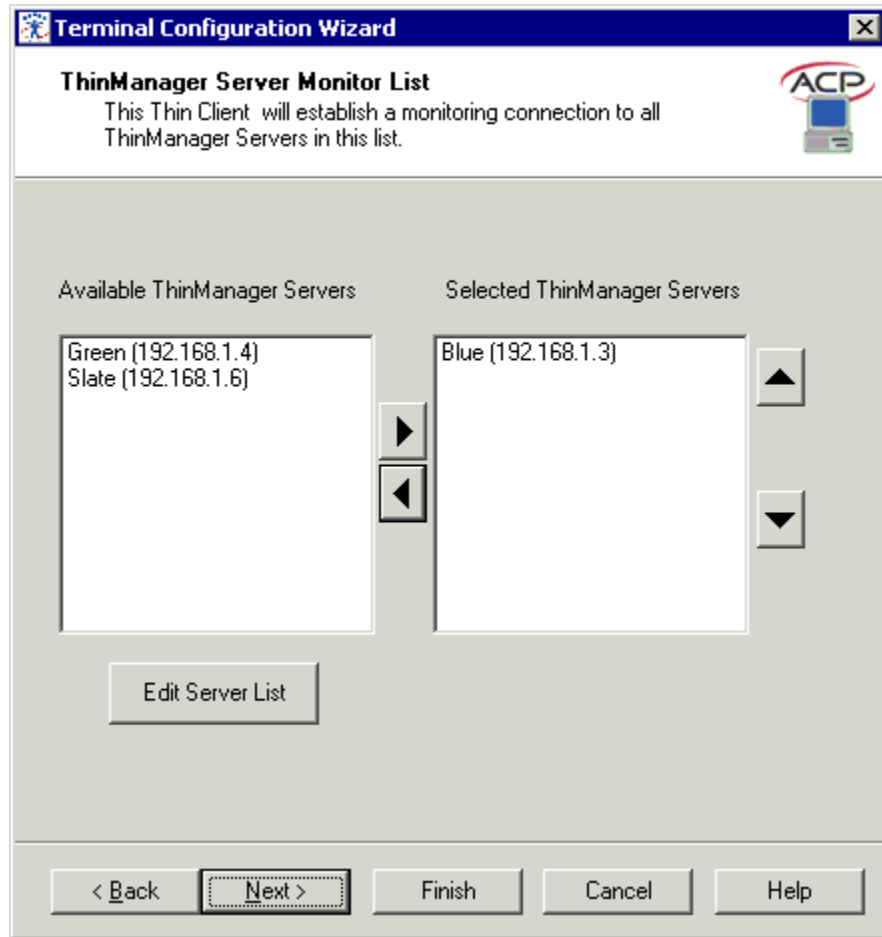 Terminal Configuration Wizard
ThinManager Server Monitor List
This Thin Client will establish a monitoring connection to all
ThinManager Servers in this list.
ACP
Available ThinManager Servers
Selected ThinManager Servers
Green (192.168.1.4)
Slate (192.168.1.6)
Blue (192.168.1.3)
Edit Server List
< Back
Next >
Finish
Cancel
Help